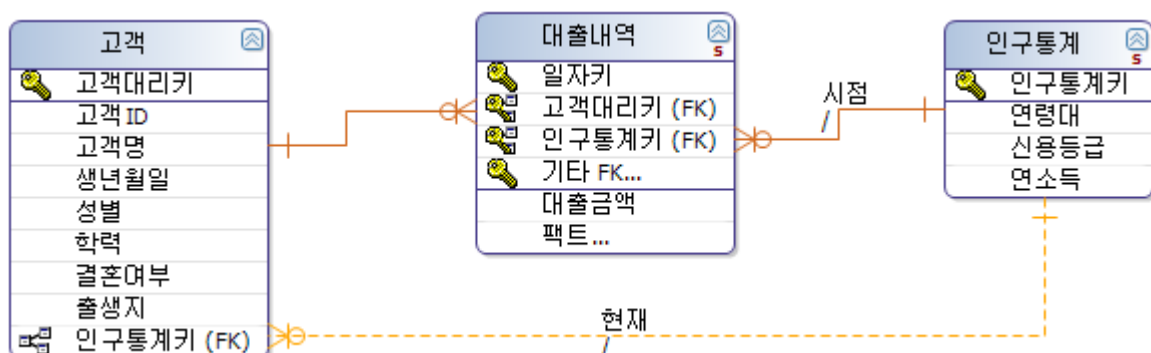 고객
고객대리키
고객 ID
고객명
생년월일
성별
학력
결혼여부
출생지
인구통계키 (FK)
대출내역
S
일자키
고객대리키 (FK)
인구통계키 (FK)
기타 FK...
대출금액
팩트...
시점
/
인구통계
S
인구통계키
연령대
신용등급
연소득
현재
/